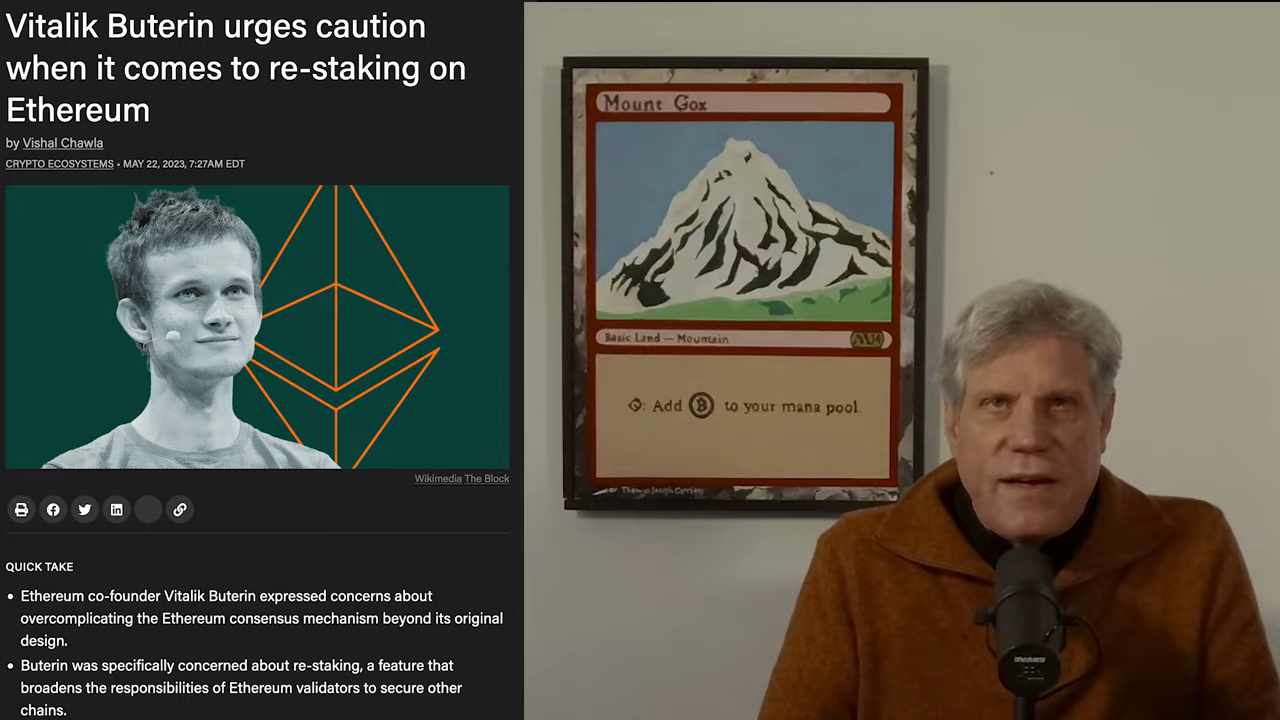 Vitalik Buterin urges caution
when it comes to re-staking on
Ethereum
by Vishal Chawla
CRYPTO ECOSYSTEMS • MAY 22, 2023, 7:27AM EDT
Wikimedia The Block
QUICK TAKE
• Ethereum co-founder Vitalik Buterin expressed concerns about
overcomplicating the Ethereum consensus mechanism beyond its original
design.
• Buterin was specifically concerned about re-staking, a feature that
broadens the responsibilities of Ethereum validators to secure other
chains.
Mount Gox
Basic Land — Mountain
: Add B to your mana pool.